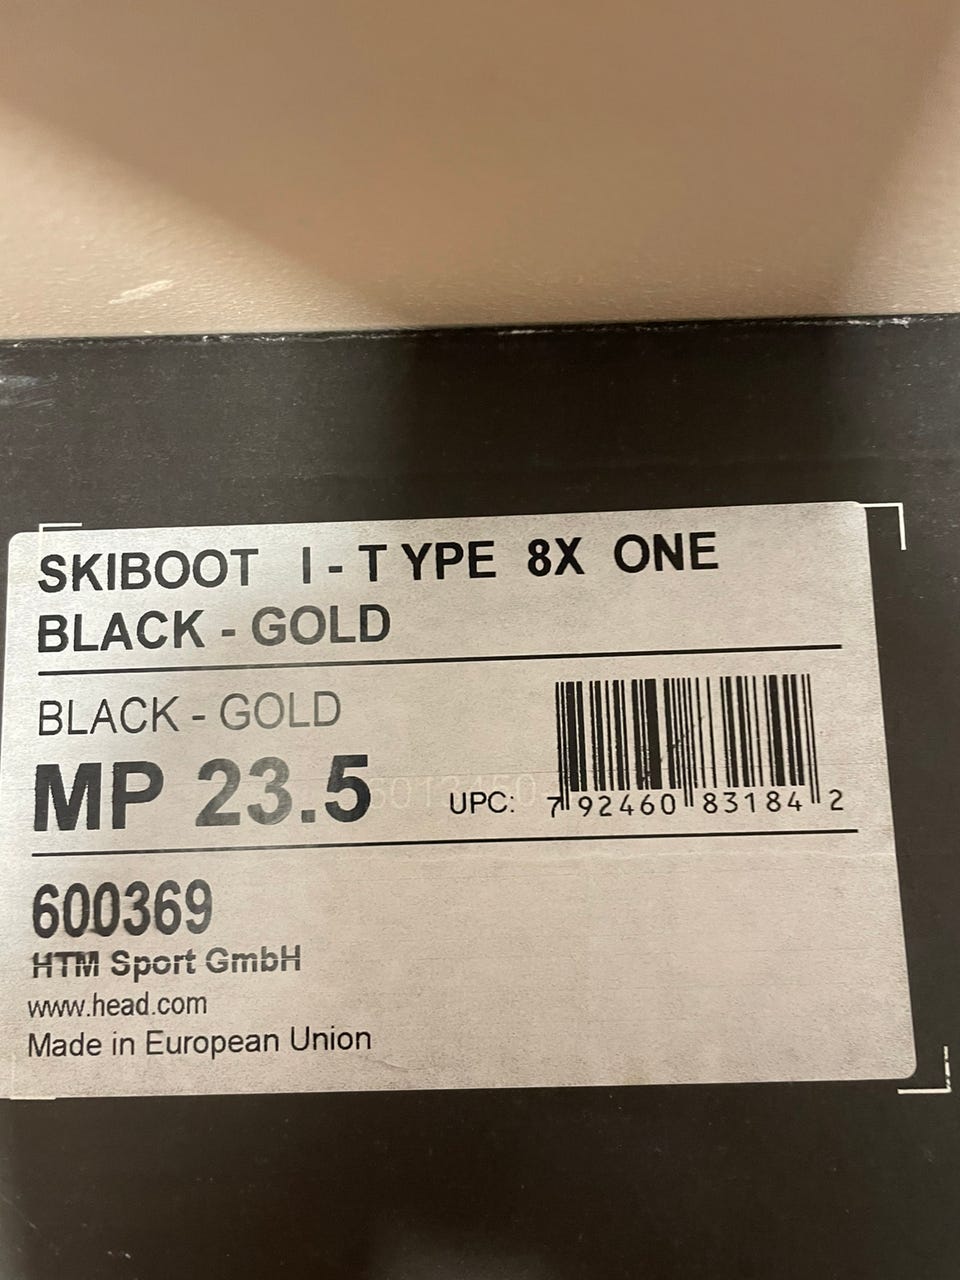 SKIBOOT I-TYPE 8X ONE
BLACK - GOLD
BLACK - GOLD
MP 23.5
UPC: 7 92460 83184 2
600369
HTM Sport GmbH
www.head.com
Made in European Union